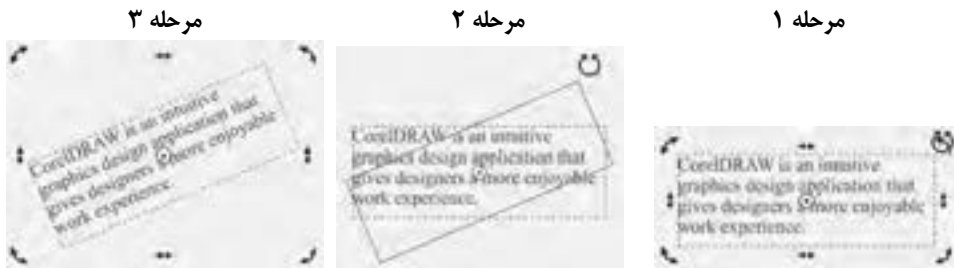 مرحله ۱
مرحله ۲
مرحله ۳
CorelDRAW is an intuitive
graphics design application that
gives designers a more enjoyable
work experience.
CorelDRAW is an intuitive
graphics design application that
gives designers a more enjoyable
work experience.
CorelDRAW is an intuitive
graphics design application that
gives designers a more enjoyable
work experience.